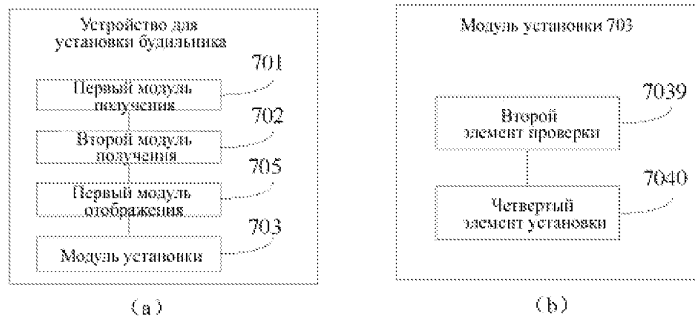 Устройство для
установки будильника
701
Первый модуль
получения
702
Второй модуль
получения
705
Первый модуль
отображения
703
Модуль установки
(a)
Модуль установки 703
7039
Второй
элемент проверки
7040
Четвертый
элемент установки
(b)